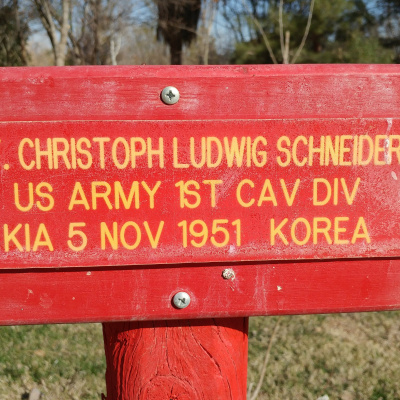 . CHRISTOPH LUDWIG SCHNEIDER
US ARMY 1ST CAV DIV
KIA 5 NOV 1951 KOREA